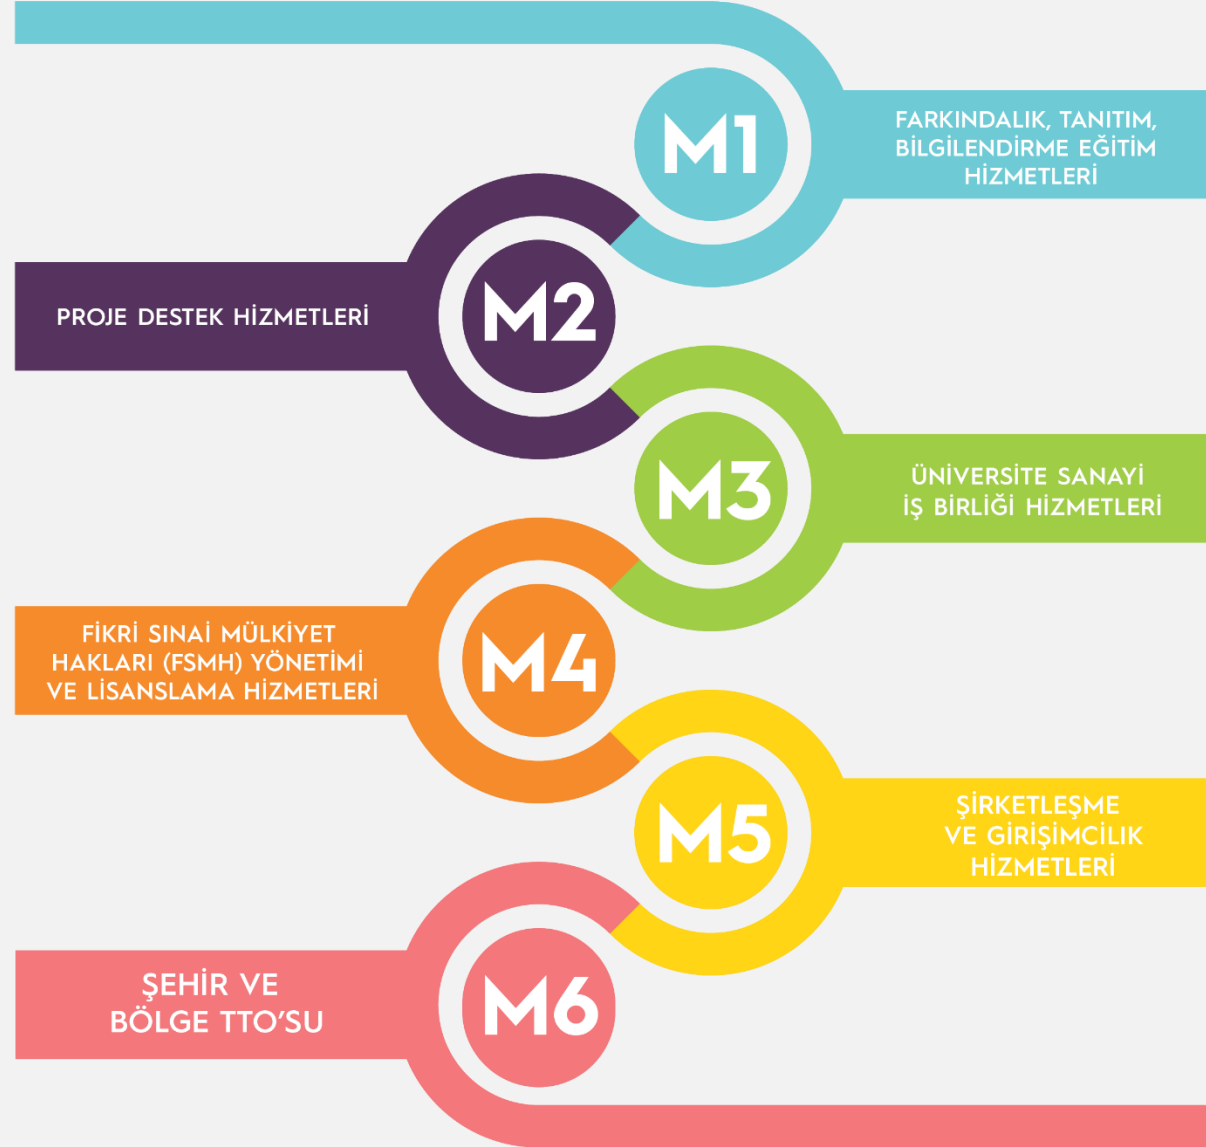 M1
FARKINDALIK, TANITIM,
BİLGİLENDİRME EĞİTİM
HİZMETLERİ
M2
PROJE DESTEK HİZMETLERİ
M3
ÜNİVERSİTE SANAYİ
İŞ BİRLİĞİ HİZMETLERİ
M4
FİKRİ SINAİ MÜLKİYET
HAKLARI (FSMH) YÖNETİMİ
VE LİSANSLAMA HİZMETLERİ
M5
ŞİRKETLEŞME
VE GİRİŞİMCİLIK
HİZMETLERİ
M6
ŞEHİR VE
BÖLGE TTO'SU